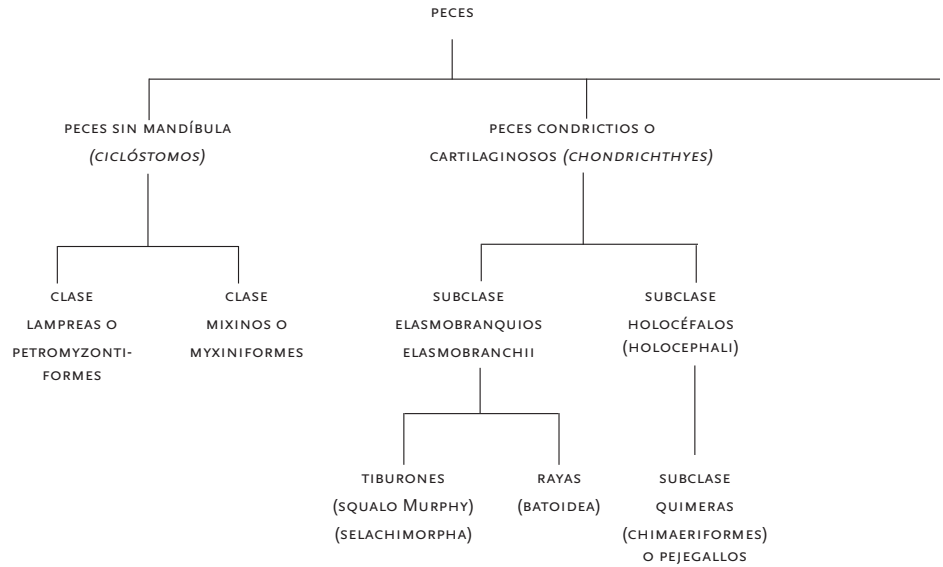 PECES
PECES SIN MANDÍBULA
(CICLÓSTOMOS)
PECES CONDRICTIOS O
CARTILAGINOSOS (CHONDRICHTHYES)
CLASE
LAMPREAS O
PETROMYZONTI-
FORMES
CLASE
MIXINOS O
MYXINIFORMES
SUBCLASE
ELASMOBRANQUIOS
ELASMOBRANCHII
SUBCLASE
HOLOCÉFALOS
(HOLOCEPHALI)
TIBURONES
(SQUALO MURPHY)
(SELACHIMORPHA)
RAYAS
(BATOIDEA)
SUBCLASE
QUIMERAS
(CHIMAERIFORMES)
O PEJEGALLOS